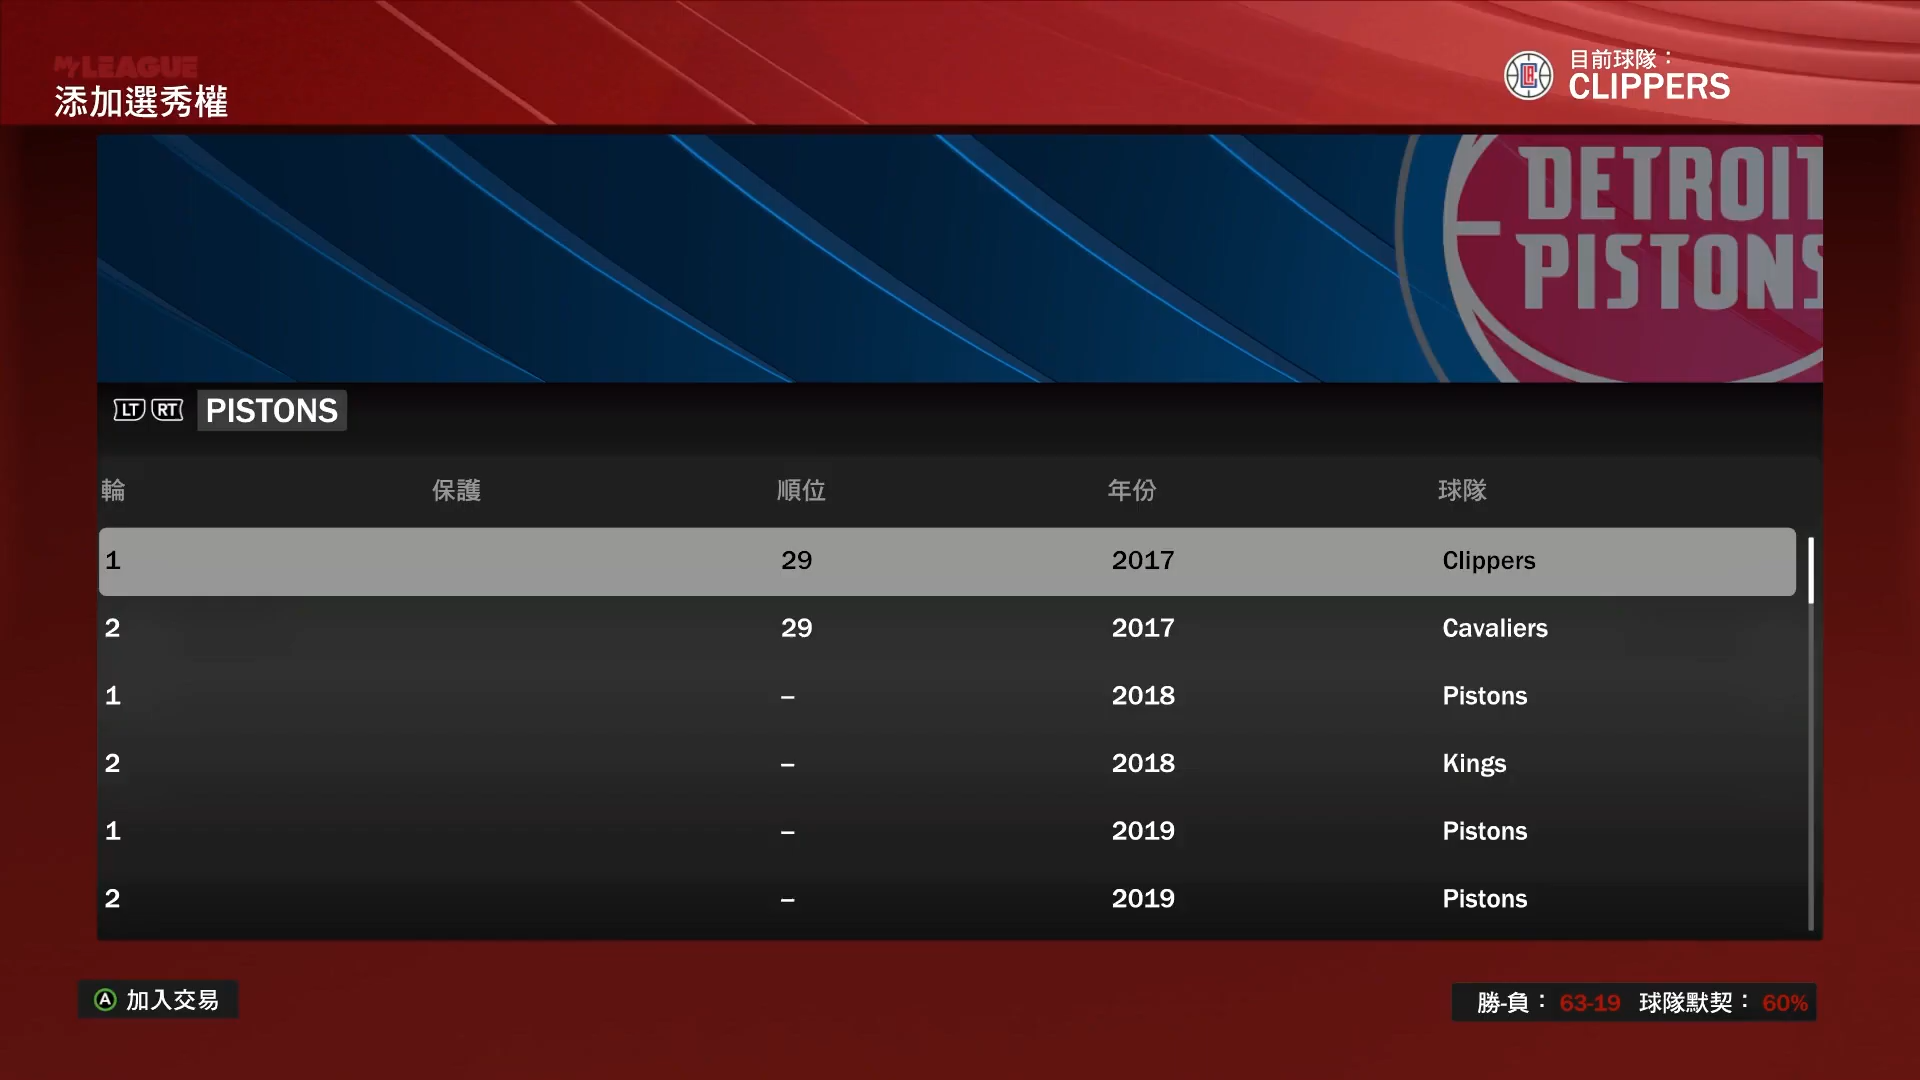 MyLEAGUE
添加選秀權
目前球隊：
CLIPPERS
DETROIT
PISTONS
LT RT PISTONS
輪 保護 順位 年份 球隊
1 29 2017 Clippers
2 29 2017 Cavaliers
1 – 2018 Pistons
2 – 2018 Kings
1 – 2019 Pistons
2 – 2019 Pistons
A 加入交易
勝-負： 63-19 球隊默契： 60%